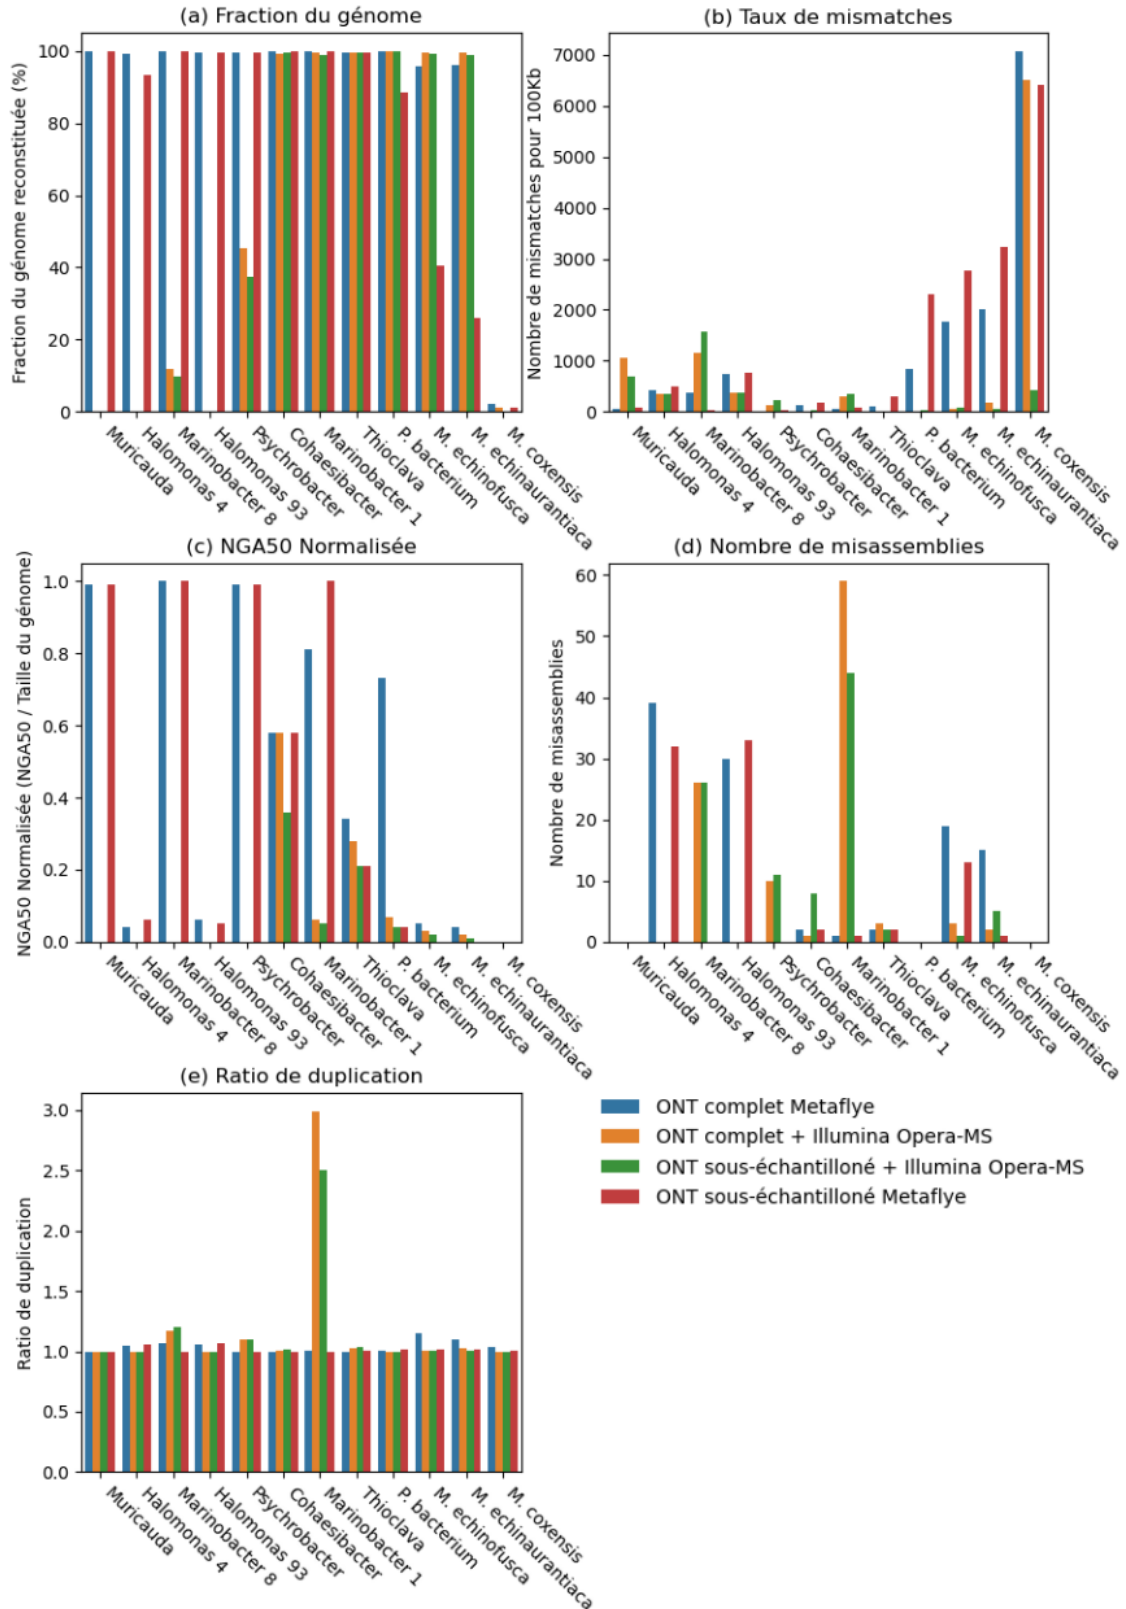 (a) Fraction du génome
Fraction du génome reconstituée (%)
100
80
60
40
20
0
Muricauda
Halomonas 4
Marinobacter 8
Halomonas 93
Psychrobacter
Cohaesibacter
Marinobacter 1
Thioclava
P. bacterium
M. echinofusca
M. echinaurantiaca
M. coxensis
(b) Taux de mismatches
Nombre de mismatches pour 100Kb
7000
6000
5000
4000
3000
2000
1000
0
Muricauda
Halomonas 4
Marinobacter 8
Halomonas 93
Psychrobacter
Cohaesibacter
Marinobacter 1
Thioclava
P. bacterium
M. echinofusca
M. echinaurantiaca
M. coxensis
(c) NGA50 Normalisée
NGA50 Normalisée (NGA50 / Taille du génome)
1.0
0.8
0.6
0.4
0.2
0.0
Muricauda
Halomonas 4
Marinobacter 8
Halomonas 93
Psychrobacter
Cohaesibacter
Marinobacter 1
Thioclava
P. bacterium
M. echinofusca
M. echinaurantiaca
M. coxensis
(d) Nombre de misassemblies
Nombre de misassemblies
60
50
40
30
20
10
0
Muricauda
Halomonas 4
Marinobacter 8
Halomonas 93
Psychrobacter
Cohaesibacter
Marinobacter 1
Thioclava
P. bacterium
M. echinofusca
M. echinaurantiaca
M. coxensis
(e) Ratio de duplication
Ratio de duplication
3.0
2.5
2.0
1.5
1.0
0.5
0.0
Muricauda
Halomonas 4
Marinobacter 8
Halomonas 93
Psychrobacter
Cohaesibacter
Marinobacter 1
Thioclava
P. bacterium
M. echinofusca
M. echinaurantiaca
M. coxensis
ONT complet Metaflye
ONT complet + Illumina Opera-MS
ONT sous-échantilloné + Illumina Opera-MS
ONT sous-échantilloné Metaflye